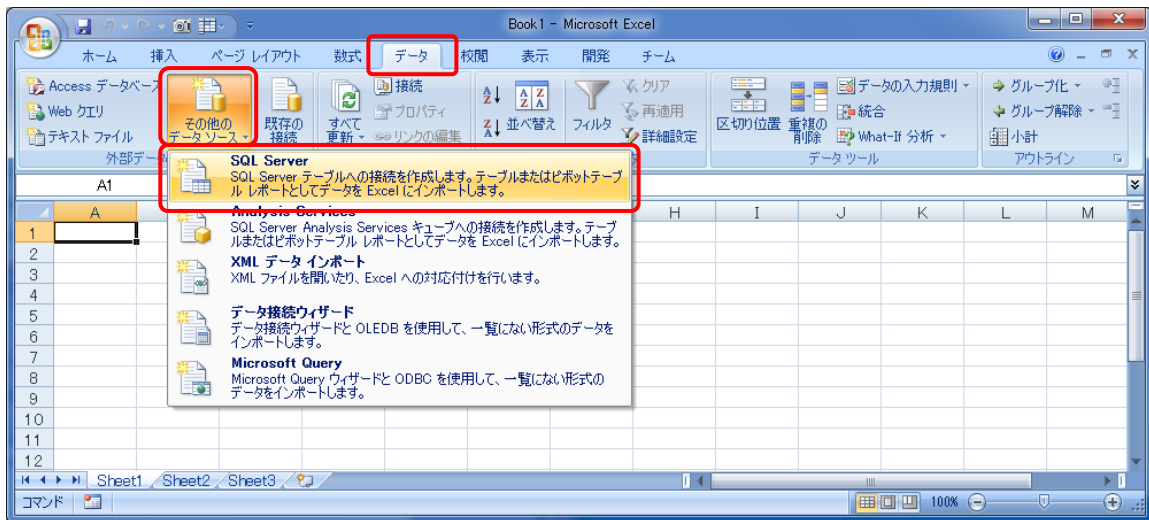 Book1 - Microsoft Excel
ホーム 挿入 ページ レイアウト 数式 データ 校閲 表示 開発 チーム
Access データベース
Web クエリ
テキスト ファイル
その他の
データ ソース
既存の
接続
すべて
更新
接続
プロパティ
リンクの編集
並べ替え
フィルタ
クリア
再適用
詳細設定
区切り位置
重複の
削除
データの入力規則
統合
What-If 分析
グループ化
グループ解除
小計
外部デー
データ ツール
アウトライン
A1
SQL Server
SQL Server テーブルへの接続を作成します。テーブルまたはピボットテーブ
ル レポートとしてデータを Excel にインポートします。
Analysis Services
SQL Server Analysis Services キューブへの接続を作成します。テーブ
ルまたはピボットテーブル レポートとしてデータを Excel にインポートします。
XML データ インポート
XML ファイルを開いたり、Excel への対応付けを行います。
データ接続ウィザード
データ接続ウィザードと OLEDB を使用して、一覧にない形式のデータを
インポートします。
Microsoft Query
Microsoft Query ウィザードと ODBC を使用して、一覧にない形式の
データをインポートします。
A H I J K L M
1
2
3
4
5
6
7
8
9
10
11
12
Sheet1 Sheet2 Sheet3
コマンド
100%